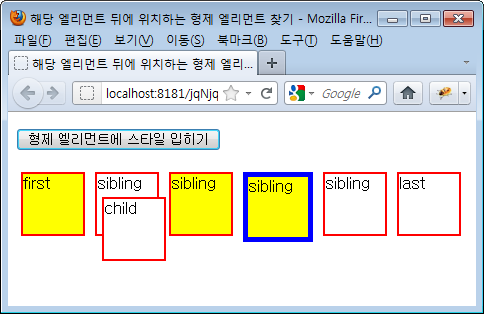 해당 엘리먼트 뒤에 위치하는 형제 엘리먼트 찾기 - Mozilla Fir...
파일(F) 편집(E) 보기(V) 이동(S) 북마크(B) 도구(T) 도움말(H)
해당 엘리먼트 뒤에 위치하는 형제 엘리...
localhost:8181/jqNjq Google
형제 엘리먼트에 스타일 입히기
first sibling sibling sibling sibling last
child